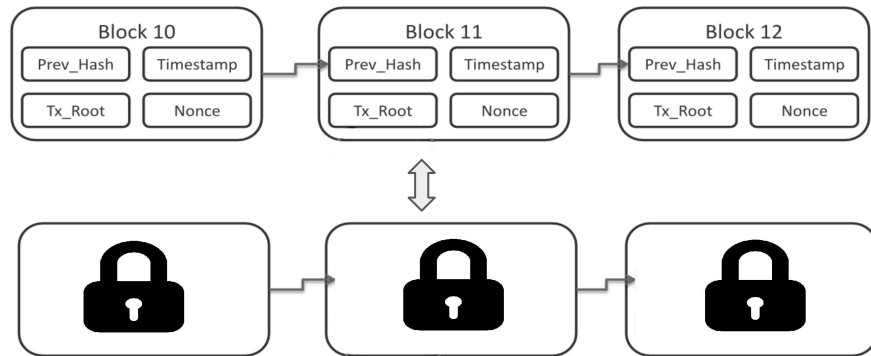 Block 10
Block 11
Block 12
Prev_Hash Timestamp
Prev_Hash Timestamp
Prev_Hash Timestamp
Tx_Root Nonce
Tx_Root Nonce
Tx_Root Nonce